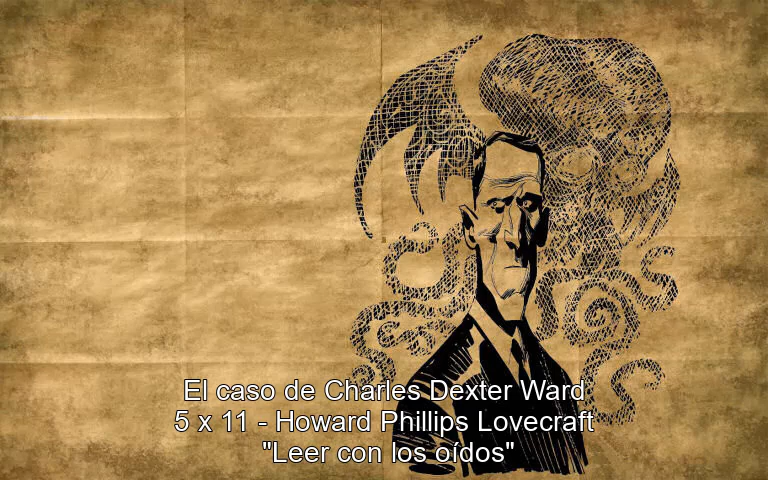 El caso de Charles Dexter Ward
5 x 11 - Howard Phillips Lovecraft
"Leer con los oídos"